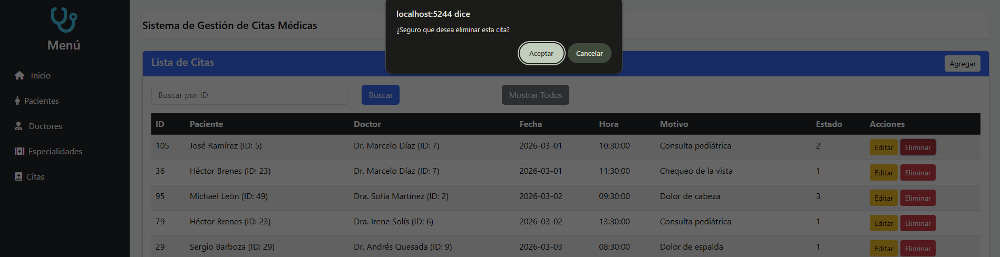 localhost:5244 dice
¿Seguro que desea eliminar esta cita?
Aceptar Cancelar
Menú
Inicio
Pacientes
Doctores
Especialidades
Citas
Sistema de Gestión de Citas Médicas
Lista de Citas Agregar
Buscar por ID Buscar Mostrar Todos
ID Paciente Doctor Fecha Hora Motivo Estado Acciones
105 José Ramírez (ID: 5) Dr. Marcelo Díaz (ID: 7) 2026-03-01 10:30:00 Consulta pediátrica 2 Editar Eliminar
36 Héctor Brenes (ID: 23) Dr. Marcelo Díaz (ID: 7) 2026-03-01 11:30:00 Chequeo de la vista 1 Editar Eliminar
95 Michael León (ID: 49) Dra. Sofía Martínez (ID: 2) 2026-03-02 09:30:00 Dolor de cabeza 3 Editar Eliminar
79 Héctor Brenes (ID: 23) Dra. Irene Solís (ID: 6) 2026-03-02 13:30:00 Consulta pediátrica 1 Editar Eliminar
29 Sergio Barboza (ID: 29) Dr. Andrés Quesada (ID: 9) 2026-03-03 08:30:00 Dolor de espalda 1 Editar Eliminar